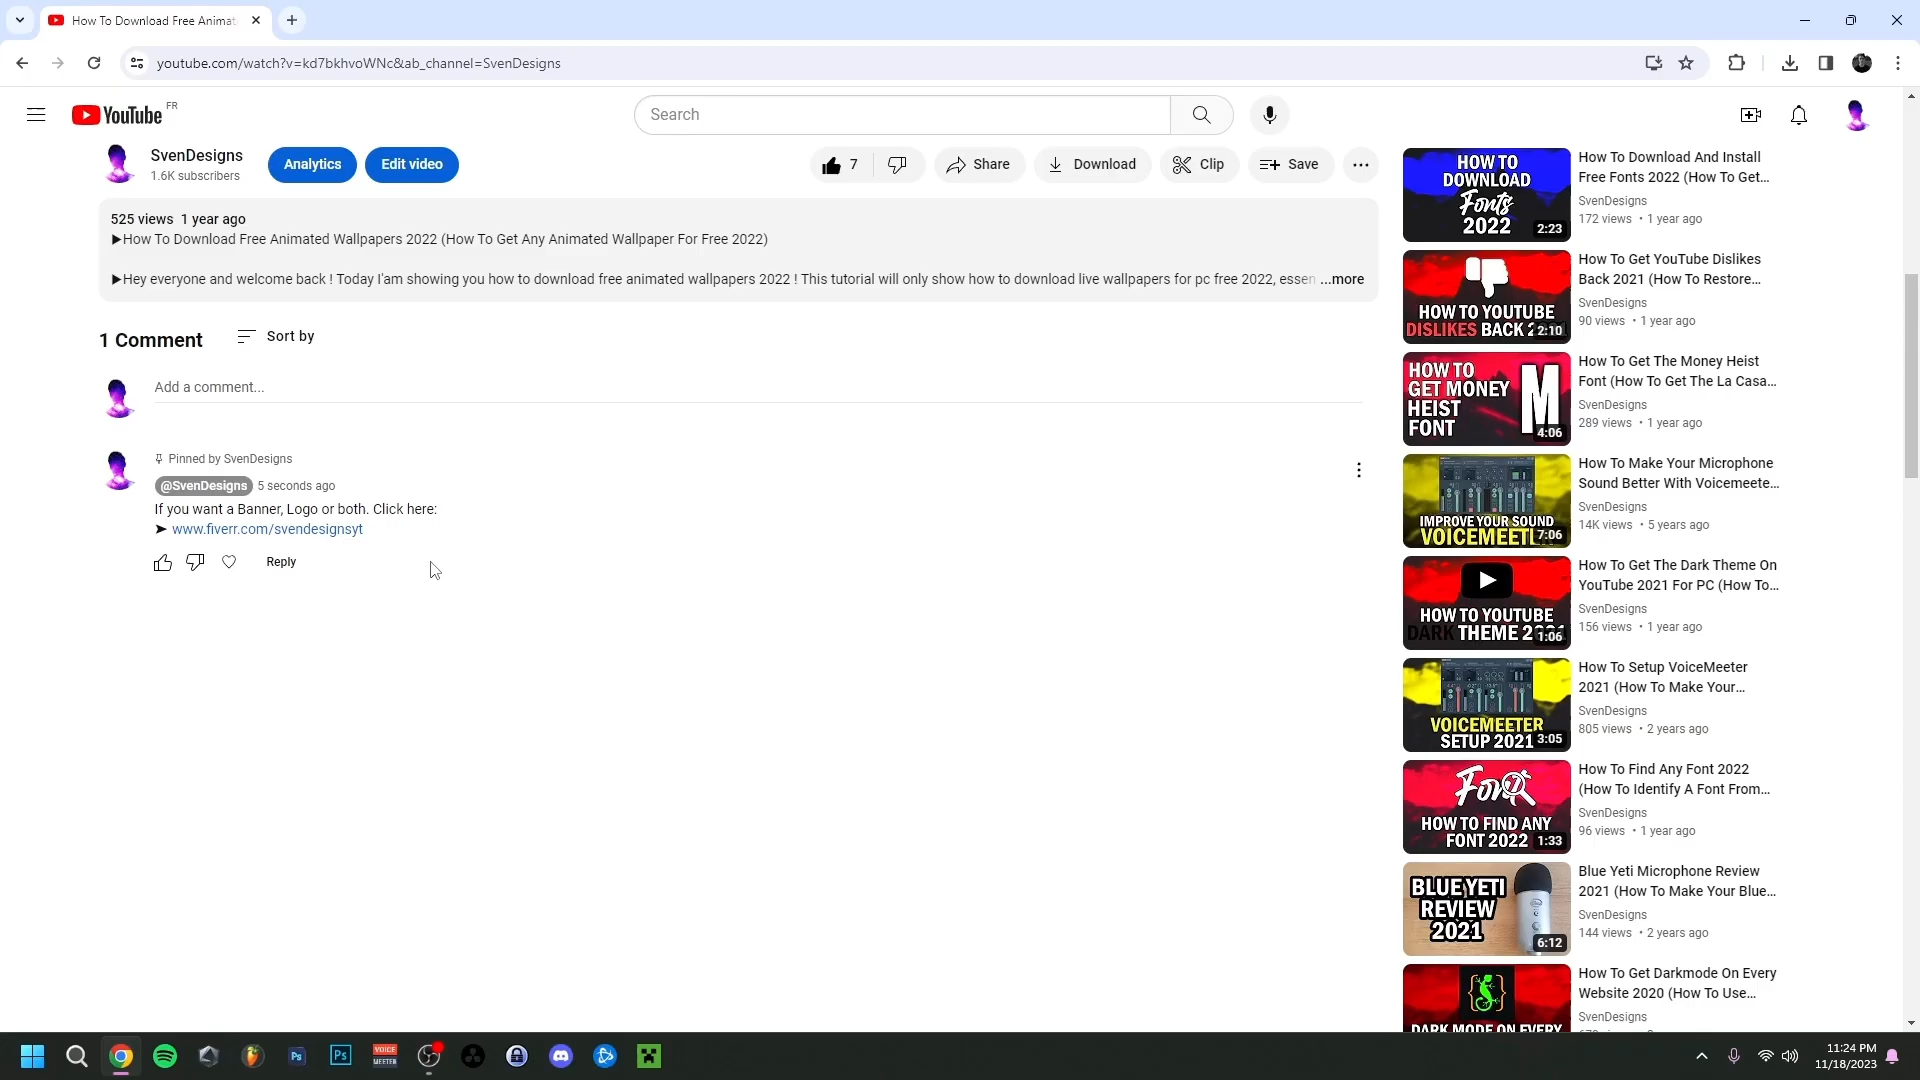 How To Download Free Animat
youtube.com/watch?v=kd7bkhvoWNc&ab_channel=SvenDesigns
YouTube FR
Search
SvenDesigns
1.6K subscribers
Analytics
Edit video
7
Share
Download
Clip
Save
525 views 1 year ago
▶How To Download Free Animated Wallpapers 2022 (How To Get Any Animated Wallpaper For Free 2022)
▶Hey everyone and welcome back ! Today I'am showing you how to download free animated wallpapers 2022 ! This tutorial will only show how to download live wallpapers for pc free 2022, essen ...more
1 Comment
Sort by
Add a comment...
Pinned by SvenDesigns
@SvenDesigns 5 seconds ago
If you want a Banner, Logo or both. Click here:
➤ www.fiverr.com/svendesignsyt
Reply
HOW TO
DOWNLOAD
Fonts
2022
2:23
How To Download And Install
Free Fonts 2022 (How To Get...
SvenDesigns
172 views • 1 year ago
HOW TO YOUTUBE
DISLIKES BACK 2
2:10
How To Get YouTube Dislikes
Back 2021 (How To Restore...
SvenDesigns
90 views • 1 year ago
HOW TO
GET MONEY
HEIST
FONT
M
4:06
How To Get The Money Heist
Font (How To Get The La Casa...
SvenDesigns
289 views • 1 year ago
IMPROVE YOUR SOUND
VOICEMEETE
7:06
How To Make Your Microphone
Sound Better With Voicemeete...
SvenDesigns
14K views • 5 years ago
HOW TO YOUTUBE
DARK THEME 2021
1:06
How To Get The Dark Theme On
YouTube 2021 For PC (How To...
SvenDesigns
156 views • 1 year ago
VOICEMEETER
SETUP 2021
3:05
How To Setup VoiceMeeter
2021 (How To Make Your...
SvenDesigns
805 views • 2 years ago
Font
HOW TO FIND ANY
FONT 2022
1:33
How To Find Any Font 2022
(How To Identify A Font From...
SvenDesigns
96 views • 1 year ago
BLUE YETI
REVIEW
2021
6:12
Blue Yeti Microphone Review
2021 (How To Make Your Blue...
SvenDesigns
144 views • 2 years ago
DARK MODE ON EVERY
How To Get Darkmode On Every
Website 2020 (How To Use...
SvenDesigns
Ps
Ps
VOICE
MEETER
11:24 PM
11/18/2023